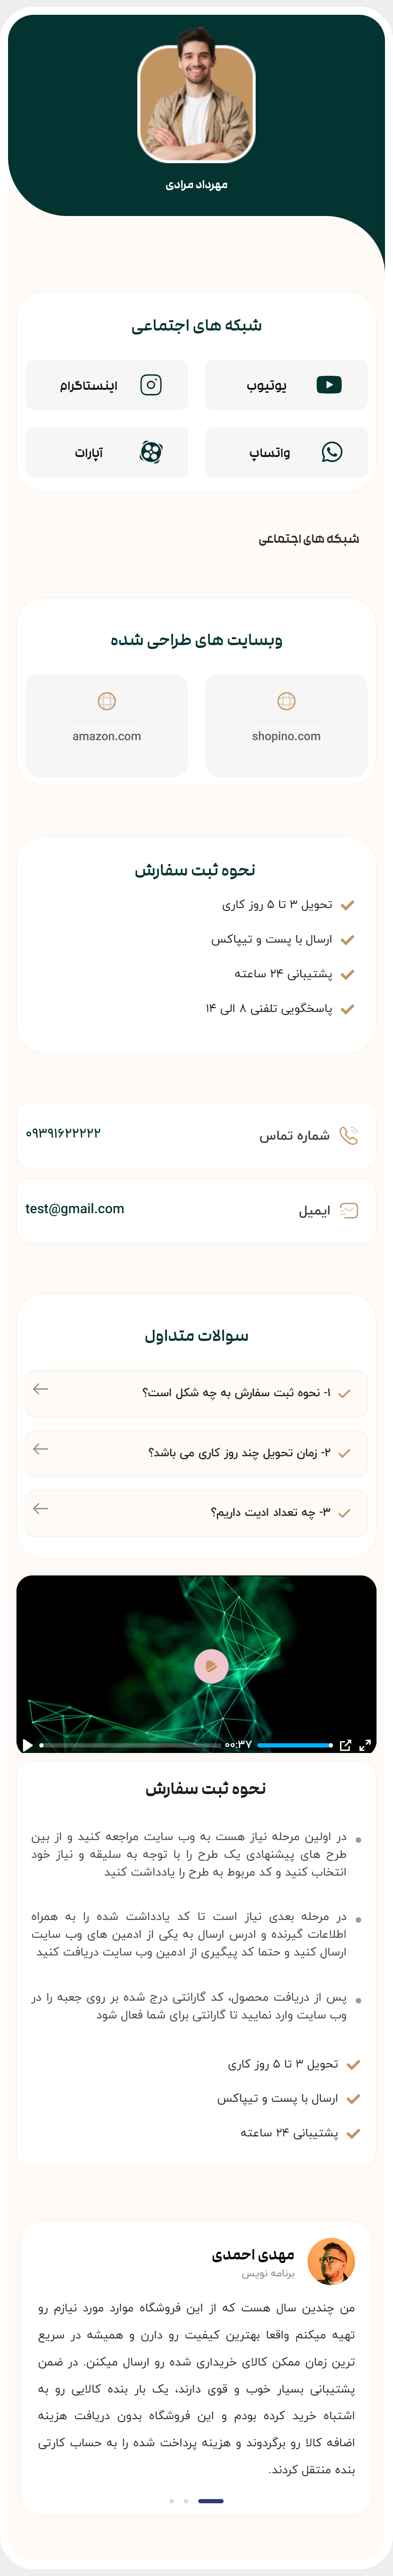 مهرداد مرادی
شبکه های اجتماعی
یوتیوب
اینستاگرام
واتساپ
آپارات
شبکه های اجتماعی
وبسایت های طراحی شده
shopino.com
amazon.com
نحوه ثبت سفارش
تحویل ۳ تا ۵ روز کاری
ارسال با پست و تیپاکس
پشتیبانی ۲۴ ساعته
پاسخگویی تلفنی ۸ الی ۱۴
شماره تماس
۰۹۳۹۱۶۲۲۲۲۲
ایمیل
test@gmail.com
سوالات متداول
۱- نحوه ثبت سفارش به چه شکل است؟
۲- زمان تحویل چند روز کاری می باشد؟
۳- چه تعداد ادیت داریم؟
۰۰:۳۷
نحوه ثبت سفارش
در اولین مرحله نیاز هست به وب سایت مراجعه کنید و از بین
طرح های پیشنهادی یک طرح را با توجه به سلیقه و نیاز خود
انتخاب کنید و کد مربوط به طرح را یادداشت کنید
در مرحله بعدی نیاز است تا کد یادداشت شده را به همراه
اطلاعات گیرنده و ادرس ارسال به یکی از ادمین های وب سایت
ارسال کنید و حتما کد پیگیری از ادمین وب سایت دریافت کنید
پس از دریافت محصول، کد گارانتی درج شده بر روی جعبه را در
وب سایت وارد نمایید تا گارانتی برای شما فعال شود
تحویل ۳ تا ۵ روز کاری
ارسال با پست و تیپاکس
پشتیبانی ۲۴ ساعته
مهدی احمدی
برنامه نویس
من چندین سال هست که از این فروشگاه موارد مورد نیازم رو
تهیه میکنم واقعا بهترین کیفیت رو دارن و همیشه در سریع
ترین زمان ممکن کالای خریداری شده رو ارسال میکنن. در ضمن
پشتیبانی بسیار خوب و قوی دارند، یک بار بنده کالایی رو به
اشتباه خرید کرده بودم و این فروشگاه بدون دریافت هزینه
اضافه کالا رو برگردوند و هزینه پرداخت شده را به حساب کارتی
بنده منتقل کردند.